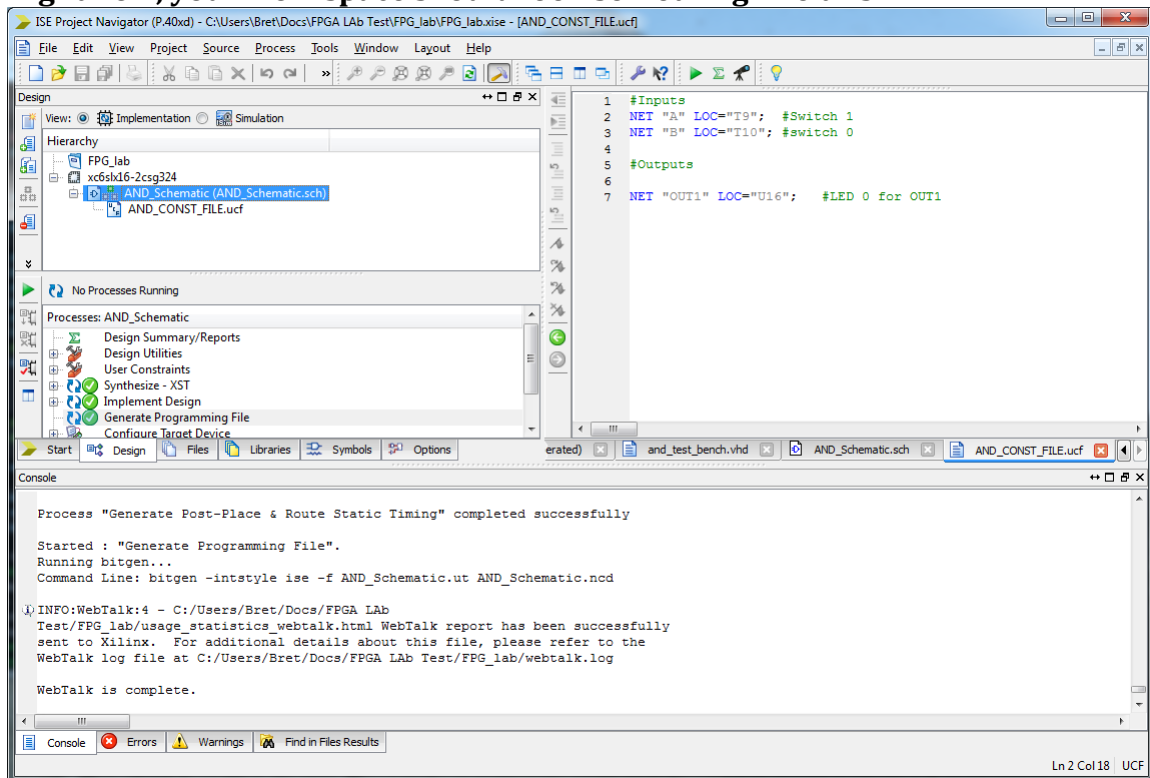 ISE Project Navigator (P.40xd) - C:\Users\Bret\Docs\FPGA LAb Test\FPG_lab\FPG_lab.xise - [AND_CONST_FILE.ucf]
File Edit View Project Source Process Tools Window Layout Help
Design
View: Implementation Simulation
Hierarchy
FPG_lab
xc6slx16-2csg324
AND_Schematic (AND_Schematic.sch)
AND_CONST_FILE.ucf
No Processes Running
Processes: AND_Schematic
Design Summary/Reports
Design Utilities
User Constraints
Synthesize - XST
Implement Design
Generate Programming File
Configure Target Device
Start Design Files Libraries Symbols Options
1 #Inputs
2 NET "A" LOC="T9"; #Switch 1
3 NET "B" LOC="T10"; #switch 0
4
5 #Outputs
6
7 NET "OUT1" LOC="U16"; #LED 0 for OUT1
erated) and_test_bench.vhd AND_Schematic.sch AND_CONST_FILE.ucf
Console
Process "Generate Post-Place & Route Static Timing" completed successfully
Started : "Generate Programming File".
Running bitgen...
Command Line: bitgen -intstyle ise -f AND_Schematic.ut AND_Schematic.ncd
INFO:WebTalk:4 - C:/Users/Bret/Docs/FPGA LAb
Test/FPG_lab/usage_statistics_webtalk.html WebTalk report has been successfully
sent to Xilinx. For additional details about this file, please refer to the
WebTalk log file at C:/Users/Bret/Docs/FPGA LAb Test/FPG_lab/webtalk.log
WebTalk is complete.
Console Errors Warnings Find in Files Results
Ln 2 Col 18 UCF